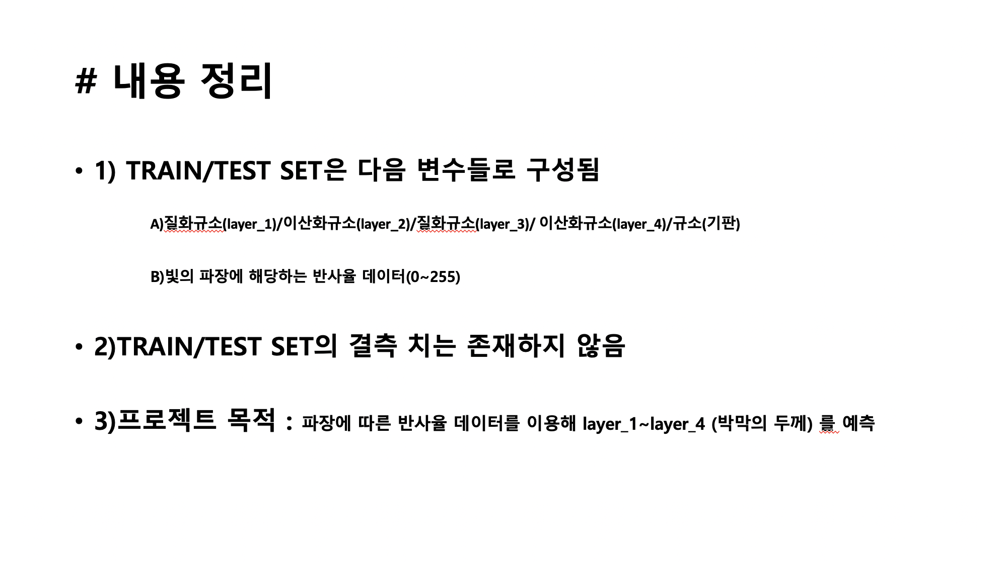 # 내용 정리
• 1) TRAIN/TEST SET은 다음 변수들로 구성됨
A)질화규소(layer_1)/이산화규소(layer_2)/질화규소(layer_3)/ 이산화규소(layer_4)/규소(기판)
B)빛의 파장에 해당하는 반사율 데이터(0~255)
• 2)TRAIN/TEST SET의 결측 치는 존재하지 않음
• 3)프로젝트 목적 : 파장에 따른 반사율 데이터를 이용해 layer_1~layer_4 (박막의 두께) 를 예측